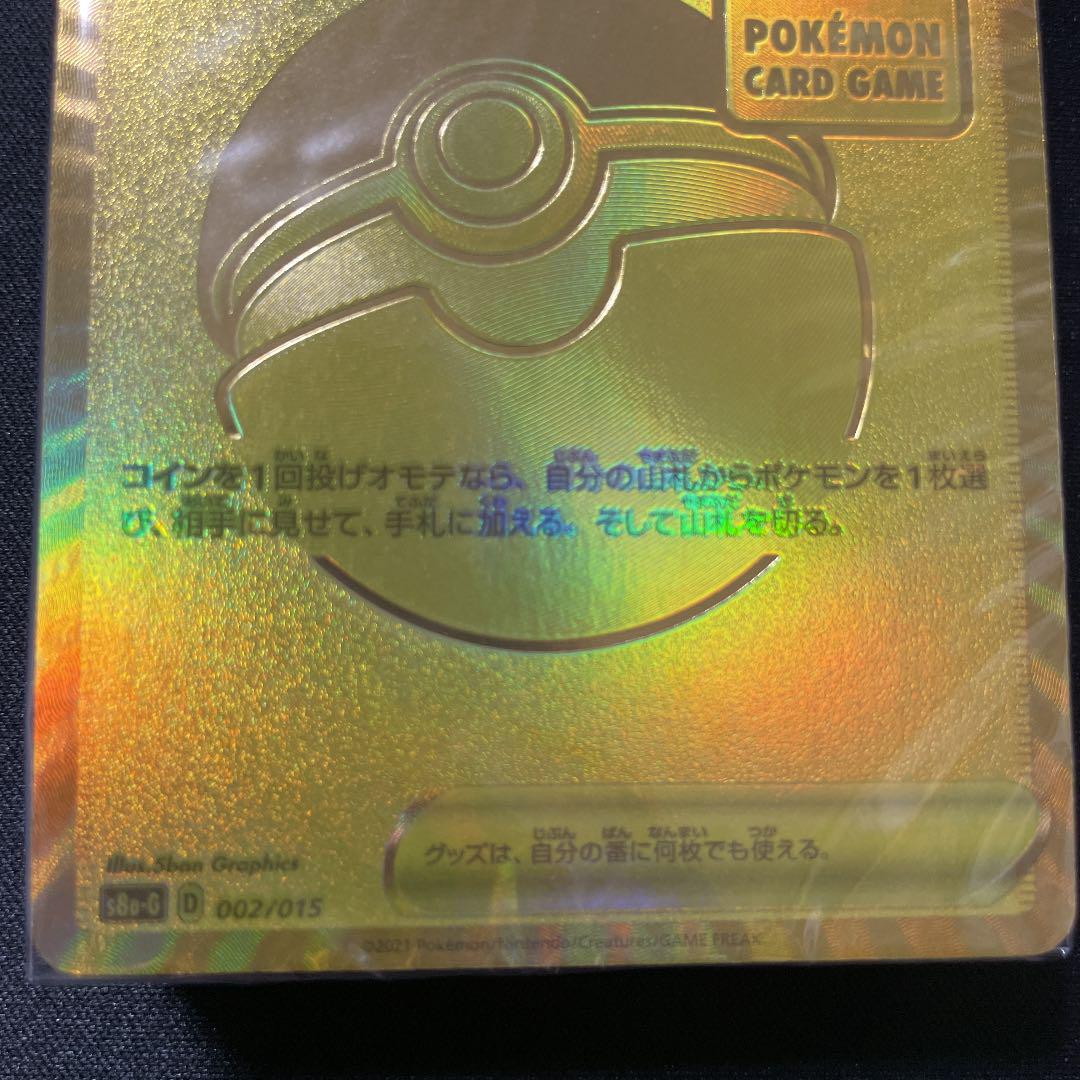 POKÉMON
CARD GAME
コインを1回投げオモテなら、自分の山札からポケモンを1枚選
び、相手に見せて、手札に加える。そして山札を切る。
グッズは、自分の番に何枚でも使える。
Illus.5ban Graphics
s8a-G D 002/015
©2021 Pokémon/Nintendo/Creatures/GAME FREAK